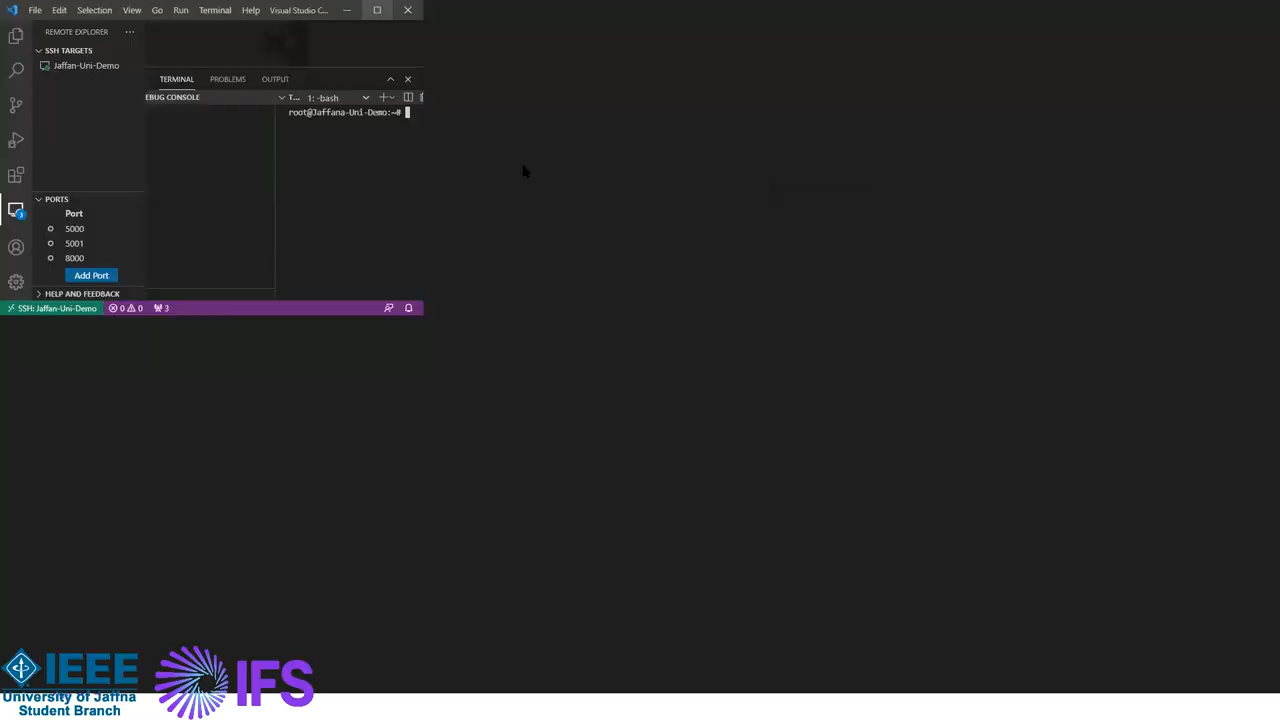 File Edit Selection View Go Run Terminal Help Visual Studio C...
REMOTE EXPLORER ...
SSH TARGETS
Jaffan-Uni-Demo
TERMINAL PROBLEMS OUTPUT
EBUG CONSOLE
T... 1: -bash
root@Jaffana-Uni-Demo:~#
PORTS
Port
5000
5001
8000
Add Port
HELP AND FEEDBACK
3
SSH: Jaffan-Uni-Demo 0 0 3
IEEE
University of Jaffna
Student Branch
IFS